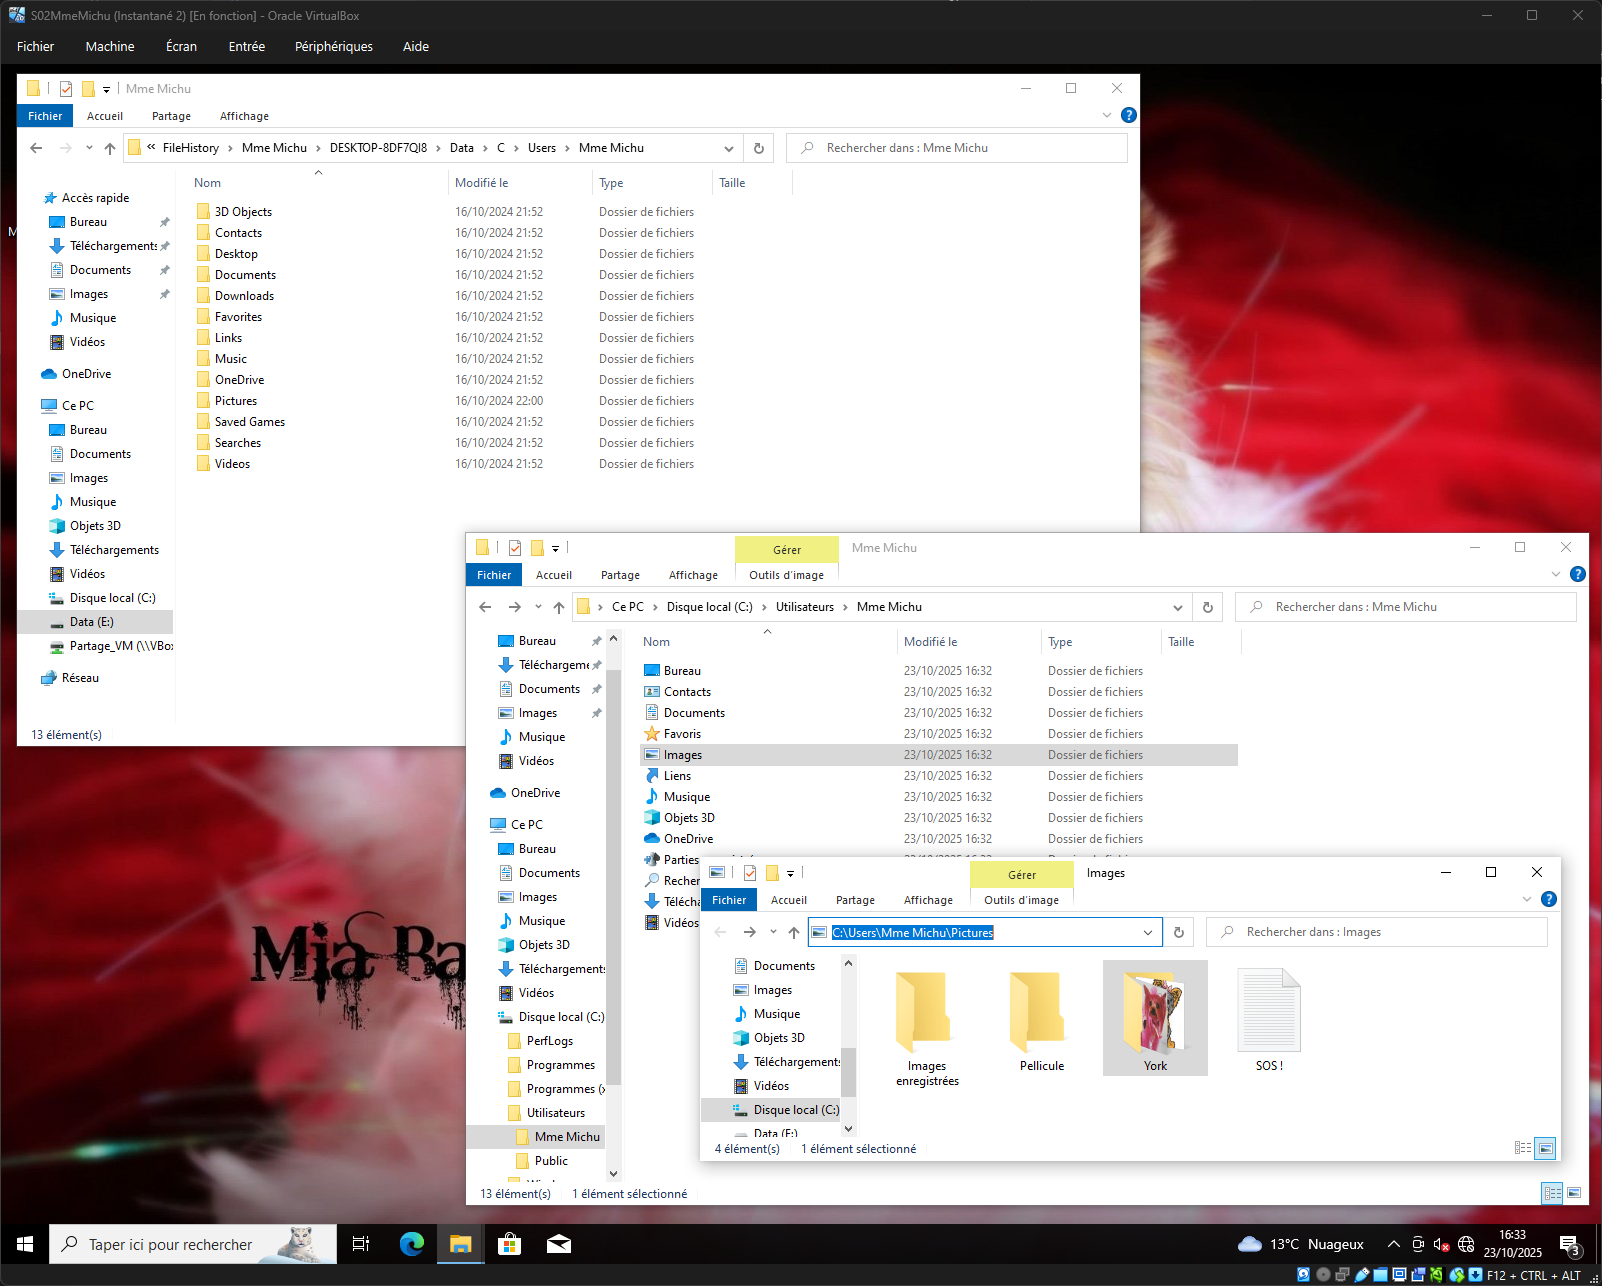 S02MmeMichu (Instantané 2) [En fonction] - Oracle VirtualBox
Fichier Machine Écran Entrée Périphériques Aide
Mme Michu
Fichier Accueil Partage Affichage
« FileHistory > Mme Michu > DESKTOP-8DF7QI8 > Data > C > Users > Mme Michu
Rechercher dans : Mme Michu
Nom Modifié le Type Taille
3D Objects 16/10/2024 21:52 Dossier de fichiers
Contacts 16/10/2024 21:52 Dossier de fichiers
Desktop 16/10/2024 21:52 Dossier de fichiers
Documents 16/10/2024 21:52 Dossier de fichiers
Downloads 16/10/2024 21:52 Dossier de fichiers
Favorites 16/10/2024 21:52 Dossier de fichiers
Links 16/10/2024 21:52 Dossier de fichiers
Music 16/10/2024 21:52 Dossier de fichiers
OneDrive 16/10/2024 21:52 Dossier de fichiers
Pictures 16/10/2024 22:00 Dossier de fichiers
Saved Games 16/10/2024 21:52 Dossier de fichiers
Searches 16/10/2024 21:52 Dossier de fichiers
Videos 16/10/2024 21:52 Dossier de fichiers
Accès rapide
Bureau
Téléchargements
Documents
Images
Musique
Vidéos
OneDrive
Ce PC
Bureau
Documents
Images
Musique
Objets 3D
Téléchargements
Vidéos
Disque local (C:)
Data (E:)
Partage_VM (\\VBox
Réseau
13 élément(s)
M
Gérer Mme Michu
Fichier Accueil Partage Affichage Outils d'image
> Ce PC > Disque local (C:) > Utilisateurs > Mme Michu
Rechercher dans : Mme Michu
Nom Modifié le Type Taille
Bureau 23/10/2025 16:32 Dossier de fichiers
Contacts 23/10/2025 16:32 Dossier de fichiers
Documents 23/10/2025 16:32 Dossier de fichiers
Favoris 23/10/2025 16:32 Dossier de fichiers
Images 23/10/2025 16:32 Dossier de fichiers
Liens 23/10/2025 16:32 Dossier de fichiers
Musique 23/10/2025 16:32 Dossier de fichiers
Objets 3D 23/10/2025 16:32 Dossier de fichiers
OneDrive 23/10/2025 16:32 Dossier de fichiers
Parties
Recher
Télécha
Vidéos
Bureau
Téléchargeme
Documents
Images
Musique
Vidéos
OneDrive
Ce PC
Bureau
Documents
Images
Musique
Objets 3D
Téléchargements
Vidéos
Disque local (C:)
PerfLogs
Programmes
Programmes (x
Utilisateurs
Mme Michu
Public
13 élément(s) 1 élément sélectionné
Gérer Images
Fichier Accueil Partage Affichage Outils d'image
C:\Users\Mme Michu\Pictures
Rechercher dans : Images
Documents
Images
Musique
Objets 3D
Téléchargements
Vidéos
Disque local (C:)
Data (E:)
Images enregistrées
Pellicule
York
SOS !
4 élément(s) 1 élément sélectionné
Mia Ba
Taper ici pour rechercher
13°C Nuageux
16:33
23/10/2025
3
F12 + CTRL + ALT